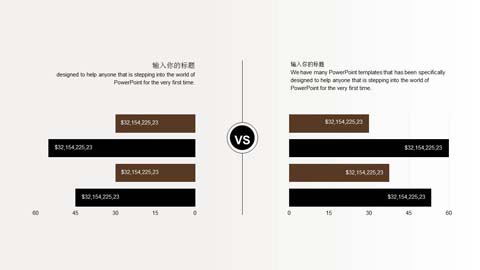 输入你的标题
designed to help anyone that is stepping into the world of
PowerPoint for the very first time.
$32,154,225,23
$32,154,225,23
$32,154,225,23
$32,154,225,23
60 45 30 15 0
VS
输入你的标题
We have many PowerPoint templates that has been specifically
designed to help anyone that is stepping into the world of
PowerPoint for the very first time.
$32,154,225,23
$32,154,225,23
$32,154,225,23
$32,154,225,23
0 15 30 45 60